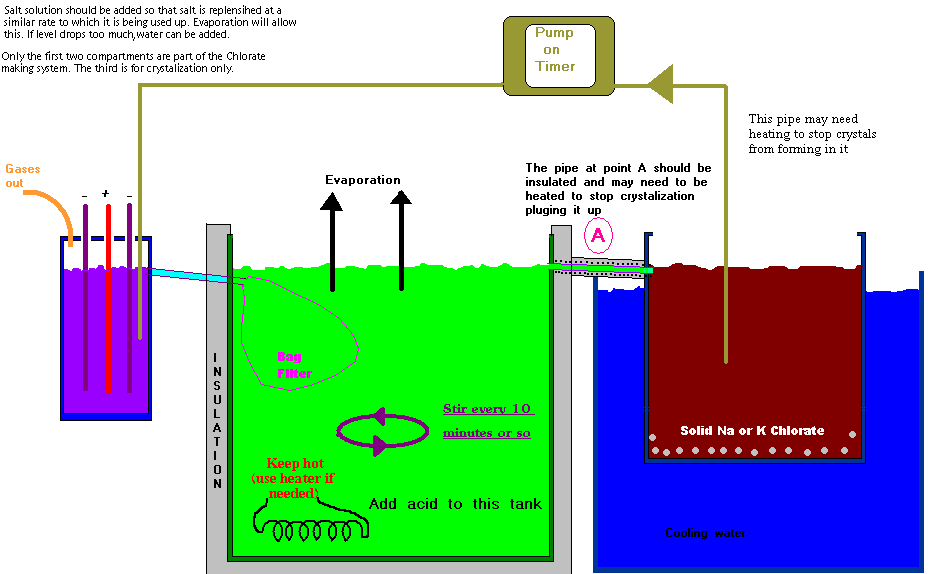 Salt solution should be added so that salt is replensihed at a
similar rate to which it is being used up. Evaporation will allow
this. If level drops too much,water can be added.
Only the first two compartments are part of the Chlorate
making system. The third is for crystalization only.
Pump
on
Timer
This pipe may need
heating to stop crystals
from forming in it
Gases
out
- + -
Evaporation
The pipe at point A should be
insulated and may need to be
heated to stop crystalization
pluging it up
A
INSULATION
Bag
Filter
Stir every 10
minutes or so
Keep hot
(use heater if
needed)
Add acid to this tank
Solid Na or K Chlorate
Cooling water